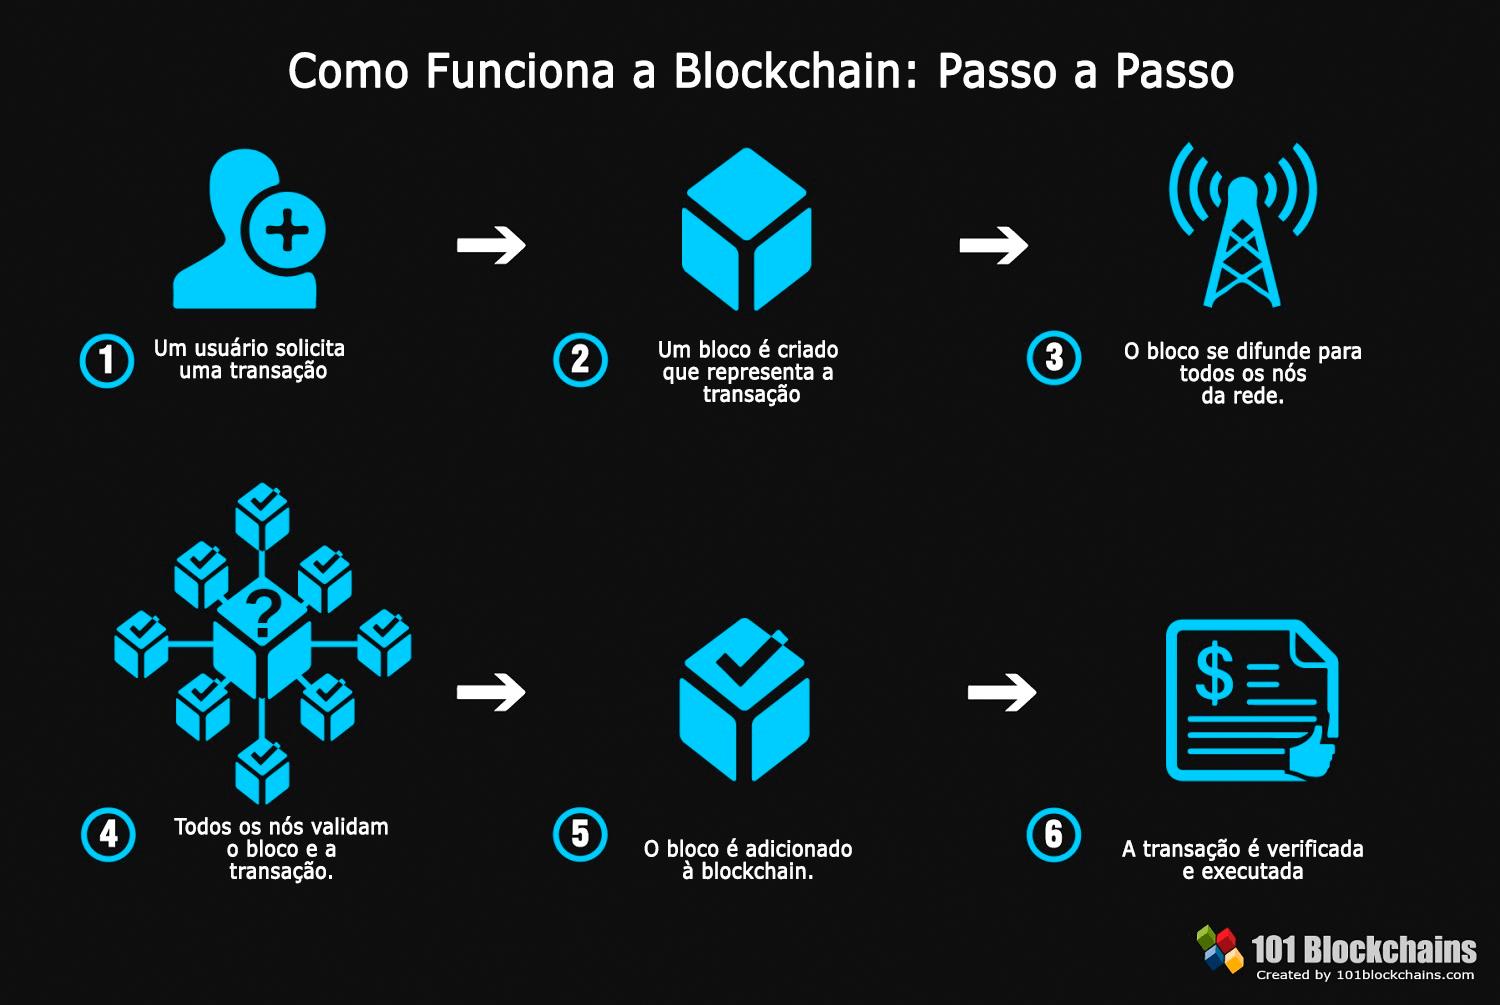 Como Funciona a Blockchain: Passo a Passo
1
Um usuário solicita
uma transação
2
Um bloco é criado
que representa a
transação
3
O bloco se difunde para
todos os nós
da rede.
?
4
Todos os nós validam
o bloco e a
transação.
5
O bloco é adicionado
à blockchain.
$
6
A transação é verificada
e executada
101 Blockchains
Created by 101blockchains.com